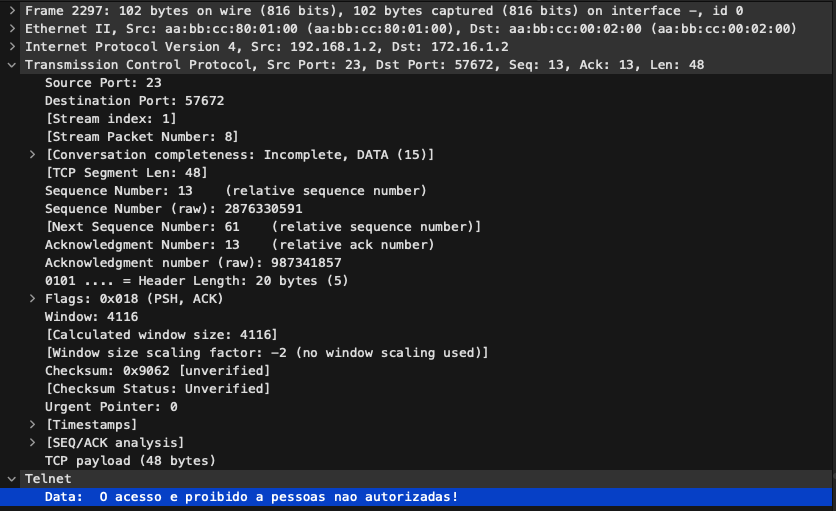 Frame 2297: 102 bytes on wire (816 bits), 102 bytes captured (816 bits) on interface -, id 0
Ethernet II, Src: aa:bb:cc:80:01:00 (aa:bb:cc:80:01:00), Dst: aa:bb:cc:00:02:00 (aa:bb:cc:00:02:00)
Internet Protocol Version 4, Src: 192.168.1.2, Dst: 172.16.1.2
Transmission Control Protocol, Src Port: 23, Dst Port: 57672, Seq: 13, Ack: 13, Len: 48
Source Port: 23
Destination Port: 57672
[Stream index: 1]
[Stream Packet Number: 8]
[Conversation completeness: Incomplete, DATA (15)]
[TCP Segment Len: 48]
Sequence Number: 13    (relative sequence number)
Sequence Number (raw): 2876330591
[Next Sequence Number: 61    (relative sequence number)]
Acknowledgment Number: 13    (relative ack number)
Acknowledgment number (raw): 987341857
0101 .... = Header Length: 20 bytes (5)
Flags: 0x018 (PSH, ACK)
Window: 4116
[Calculated window size: 4116]
[Window size scaling factor: -2 (no window scaling used)]
Checksum: 0x9062 [unverified]
[Checksum Status: Unverified]
Urgent Pointer: 0
[Timestamps]
[SEQ/ACK analysis]
TCP payload (48 bytes)
Telnet
Data:  O acesso e proibido a pessoas nao autorizadas!